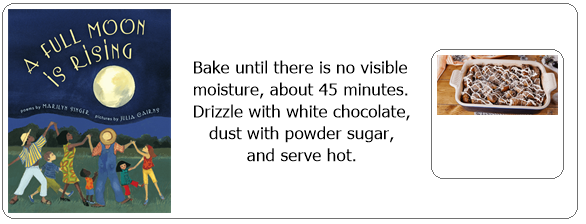 A FULL MOON
IS RISING
poems by MARILYN SINGER
pictures by JULIA CAIRNS
Bake until there is no visible
moisture, about 45 minutes.
Drizzle with white chocolate,
dust with powder sugar,
and serve hot.